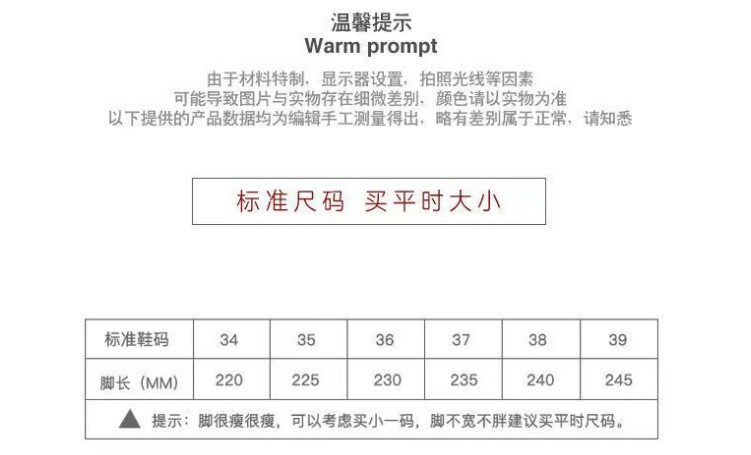 温馨提示
Warm prompt
由于材料特制，显示器设置，拍照光线等因素
可能导致图片与实物存在细微差别，颜色请以实物为准
以下提供的产品数据均为编辑手工测量得出，略有差别属于正常，请知悉
标准尺码 买平时大小
标准鞋码 34 35 36 37 38 39
脚长（MM） 220 225 230 235 240 245
提示：脚很瘦很瘦，可以考虑买小一码，脚不宽不胖建议买平时尺码。